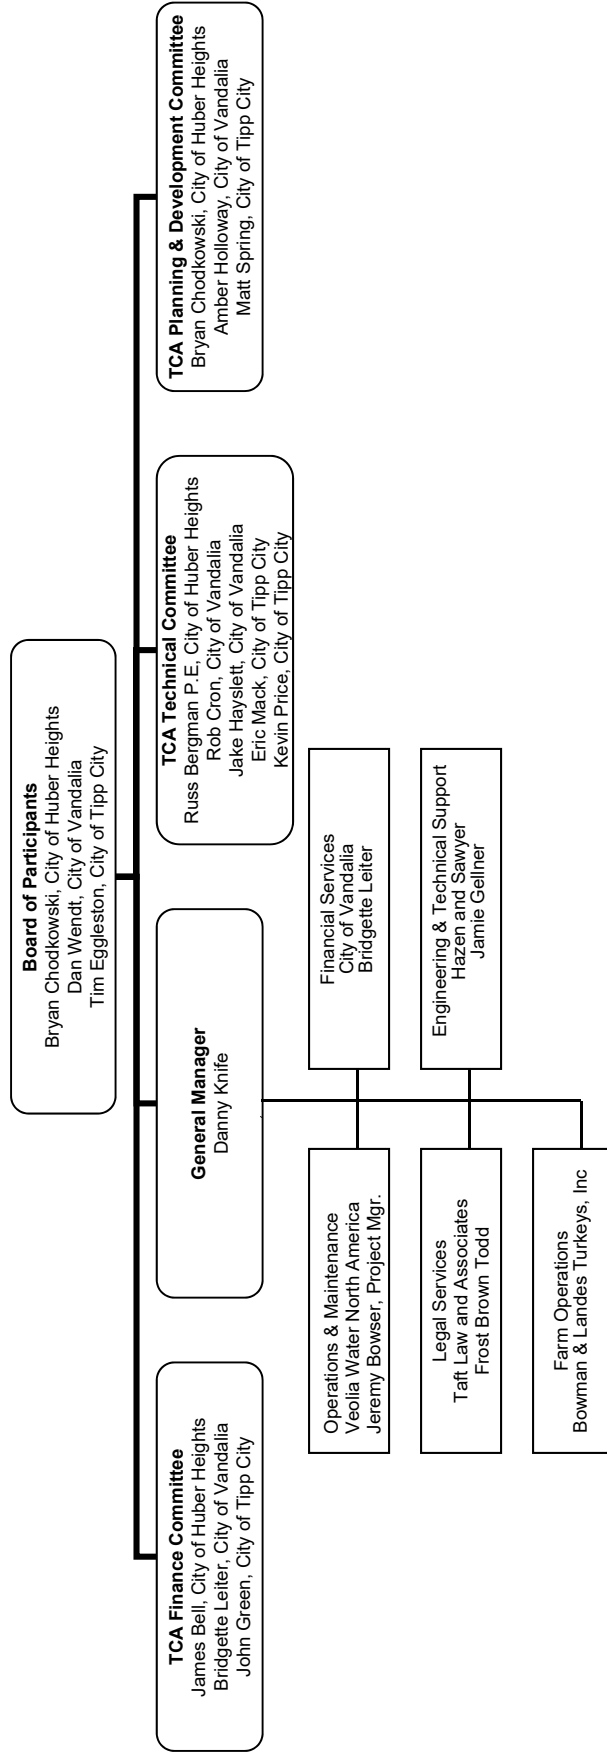 Board of Participants
Bryan Chodkowski, City of Huber Heights
Dan Wendt, City of Vandalia
Tim Eggleston, City of Tipp City
TCA Finance Committee
James Bell, City of Huber Heights
Bridgette Leiter, City of Vandalia
John Green, City of Tipp City
General Manager
Danny Knife
TCA Technical Committee
Russ Bergman P.E, City of Huber Heights
Rob Cron, City of Vandalia
Jake Hayslett, City of Vandalia
Eric Mack, City of Tipp City
Kevin Price, City of Tipp City
TCA Planning & Development Committee
Bryan Chodkowski, City of Huber Heights
Amber Holloway, City of Vandalia
Matt Spring, City of Tipp City
Operations & Maintenance
Veolia Water North America
Jeremy Bowser, Project Mgr.
Financial Services
City of Vandalia
Bridgette Leiter
Legal Services
Taft Law and Associates
Frost Brown Todd
Engineering & Technical Support
Hazen and Sawyer
Jamie Gellner
Farm Operations
Bowman & Landes Turkeys, Inc